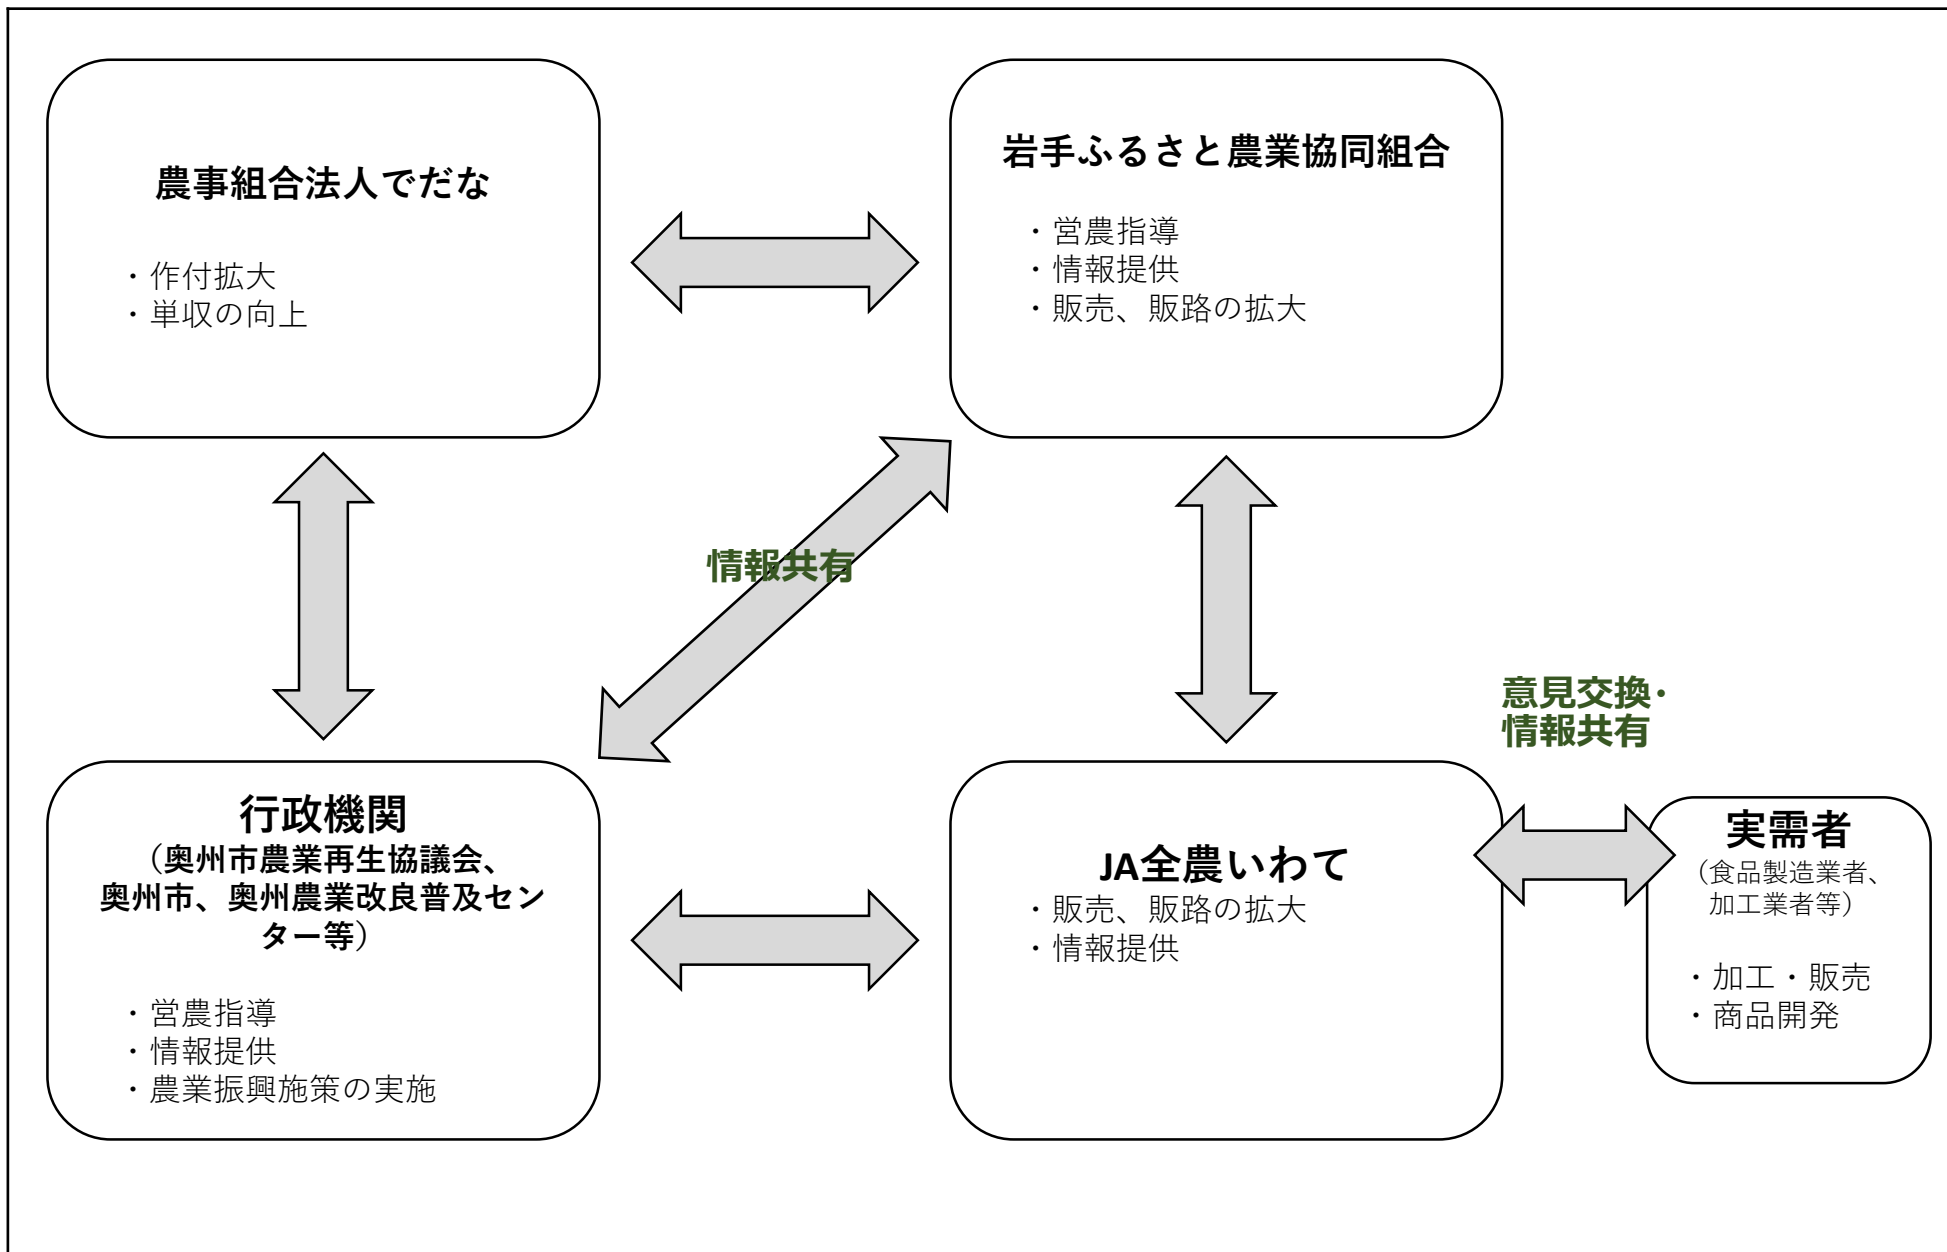 農事組合法人でだな
・作付拡大
・単収の向上
岩手ふるさと農業協同組合
・営農指導
・情報提供
・販売、販路の拡大
情報共有
意見交換・
情報共有
行政機関
（奥州市農業再生協議会、
奥州市、奥州農業改良普及セン
ター等）
・営農指導
・情報提供
・農業振興施策の実施
JA全農いわて
・販売、販路の拡大
・情報提供
実需者
（食品製造業者、
加工業者等）
・加工・販売
・商品開発